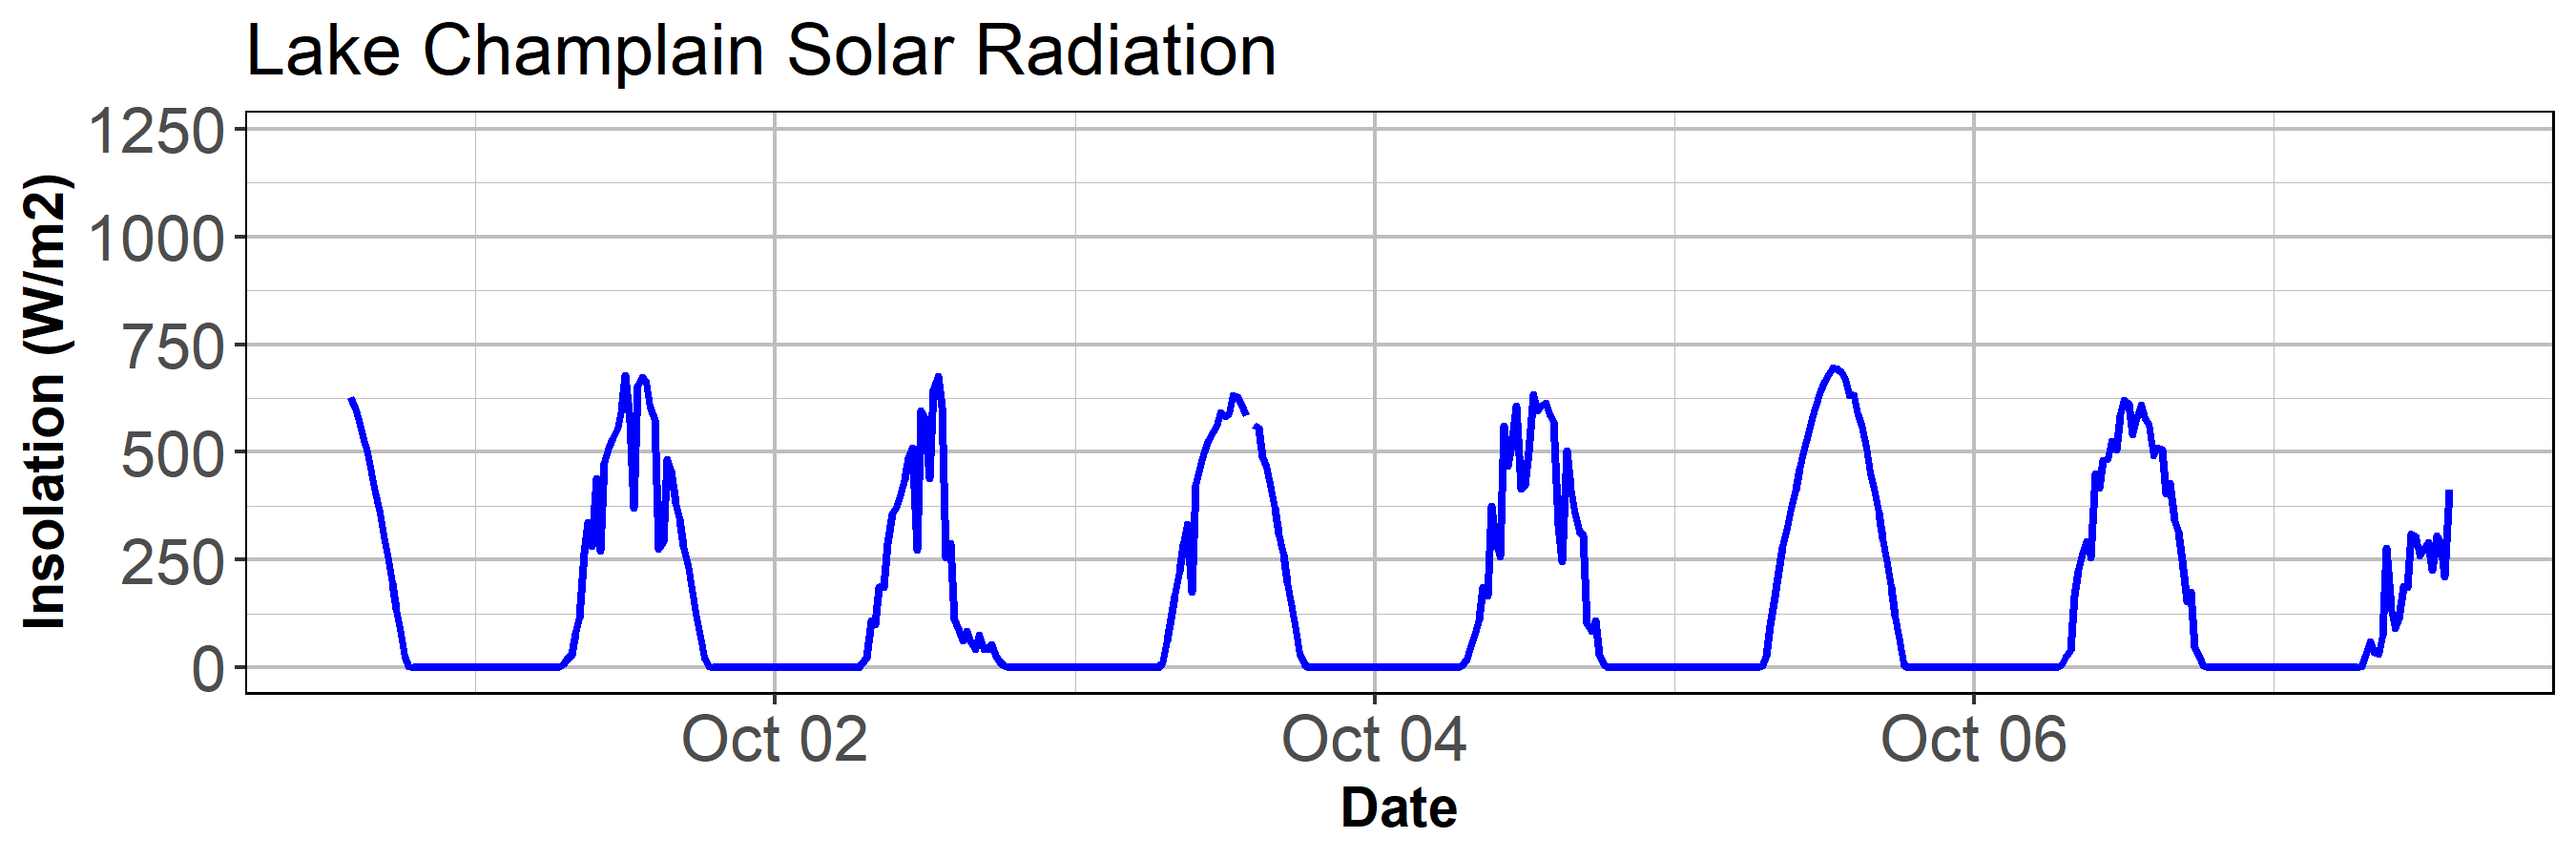 Lake Champlain Solar Radiation
Insolation (W/m2)
1250
1000
750
500
250
0
Oct 02 Oct 04 Oct 06
Date